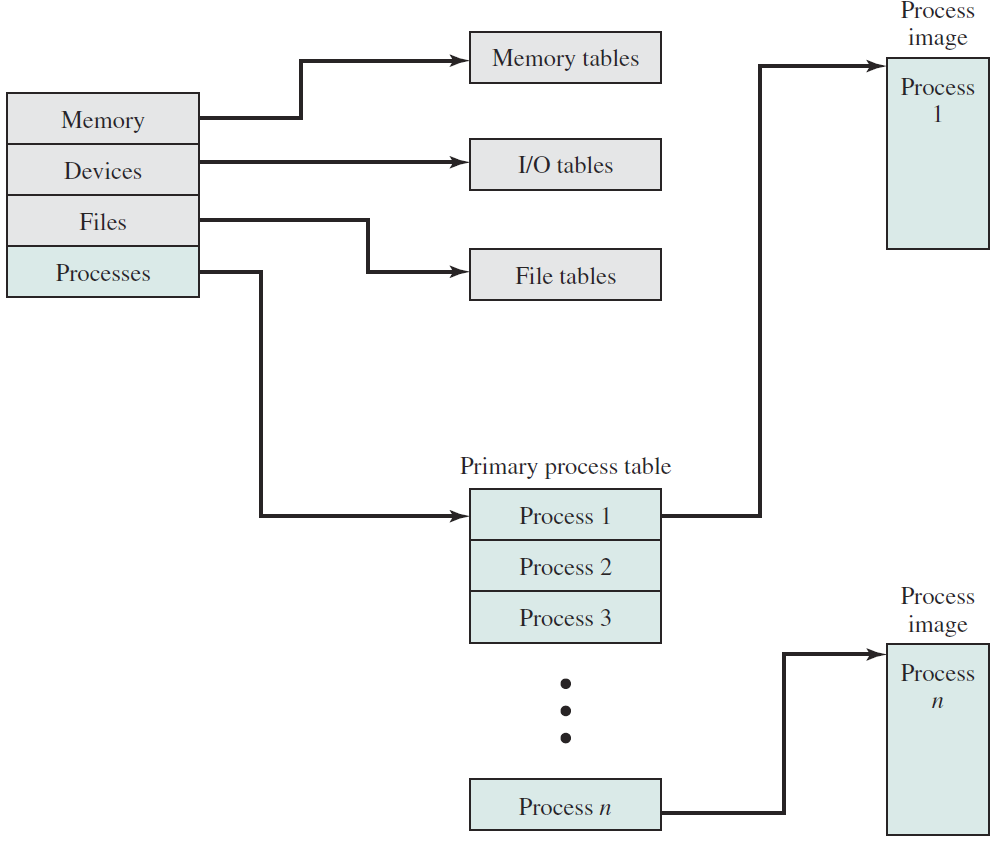 Memory
Devices
Files
Processes
Memory tables
I/O tables
File tables
Primary process table
Process 1
Process 2
Process 3
Process n
Process
image
Process
1
Process
image
Process
n